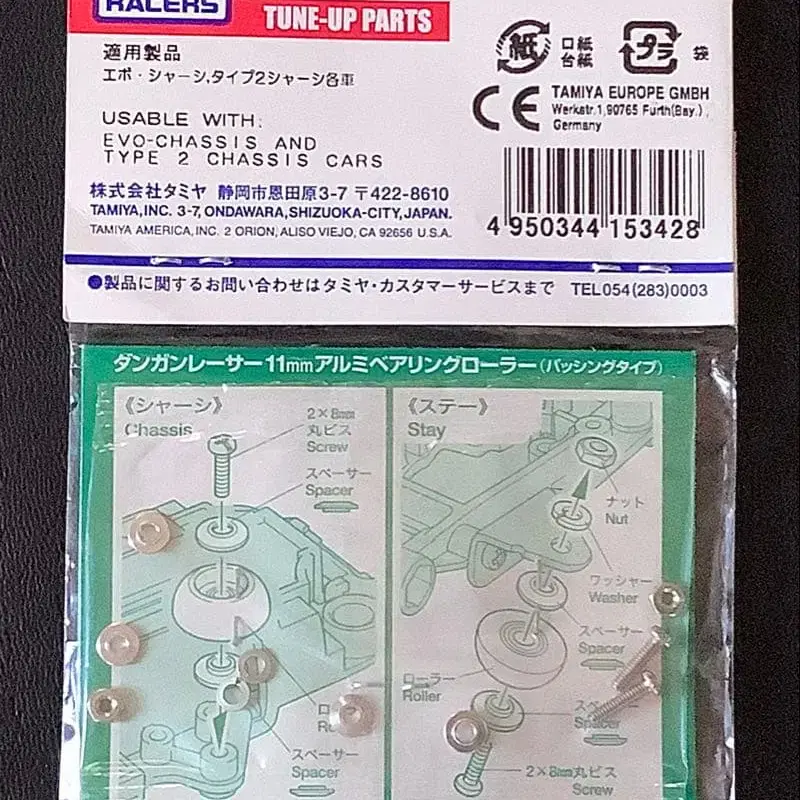 RACERS
TUNE-UP PARTS
適用製品
エボ・シャーシ,タイプ2シャーシ各車
USABLE WITH:
EVO-CHASSIS AND
TYPE 2 CHASSIS CARS
紙
口紙
台紙
プラ
袋
CE
TAMIYA EUROPE GMBH
Werkstr.1,90765 Furth(Bay.),
Germany
4 950344 153428
株式会社タミヤ 静岡市恩田原3-7 〒422-8610
TAMIYA,INC. 3-7, ONDAWARA,SHIZUOKA-CITY,JAPAN.
TAMIYA AMERICA,INC. 2 ORION, ALISO VIEJO, CA 92656 U.S.A.
●製品に関するお問い合わせはタミヤ・カスタマーサービスまで TEL054(283)0003
ダンガンレーサー11mmアルミベアリングローラー(バッシングタイプ)
《シャーシ》
Chassis
2×8mm
丸ビス
Screw
スペーサー
Spacer
ロ
Ro
スペーサー
Spacer
《ステー》
Stay
ナット
Nut
ワッシャー
Washer
スペーサー
Spacer
ローラー
Roller
スペ
Spacer
2×8mm丸ビス
Screw